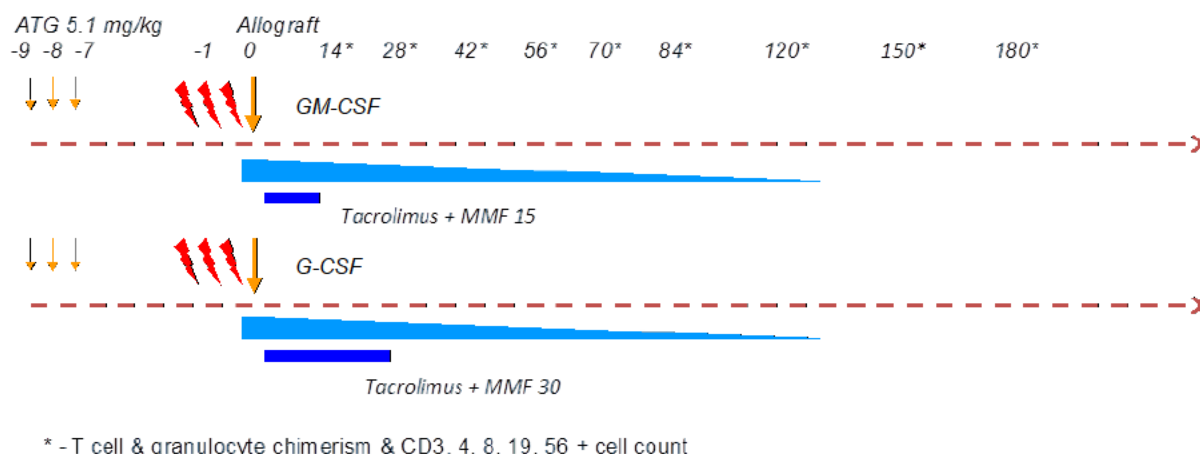 ATG 5.1 mg/kg Allograft
-9 -8 -7 -1 0 14* 28* 42* 56* 70* 84* 120* 150* 180*
GM-CSF
Tacrolimus + MMF 15
G-CSF
Tacrolimus + MMF 30
* - T cell & granulocyte chimerism & CD3, 4, 8, 19, 56 + cell count